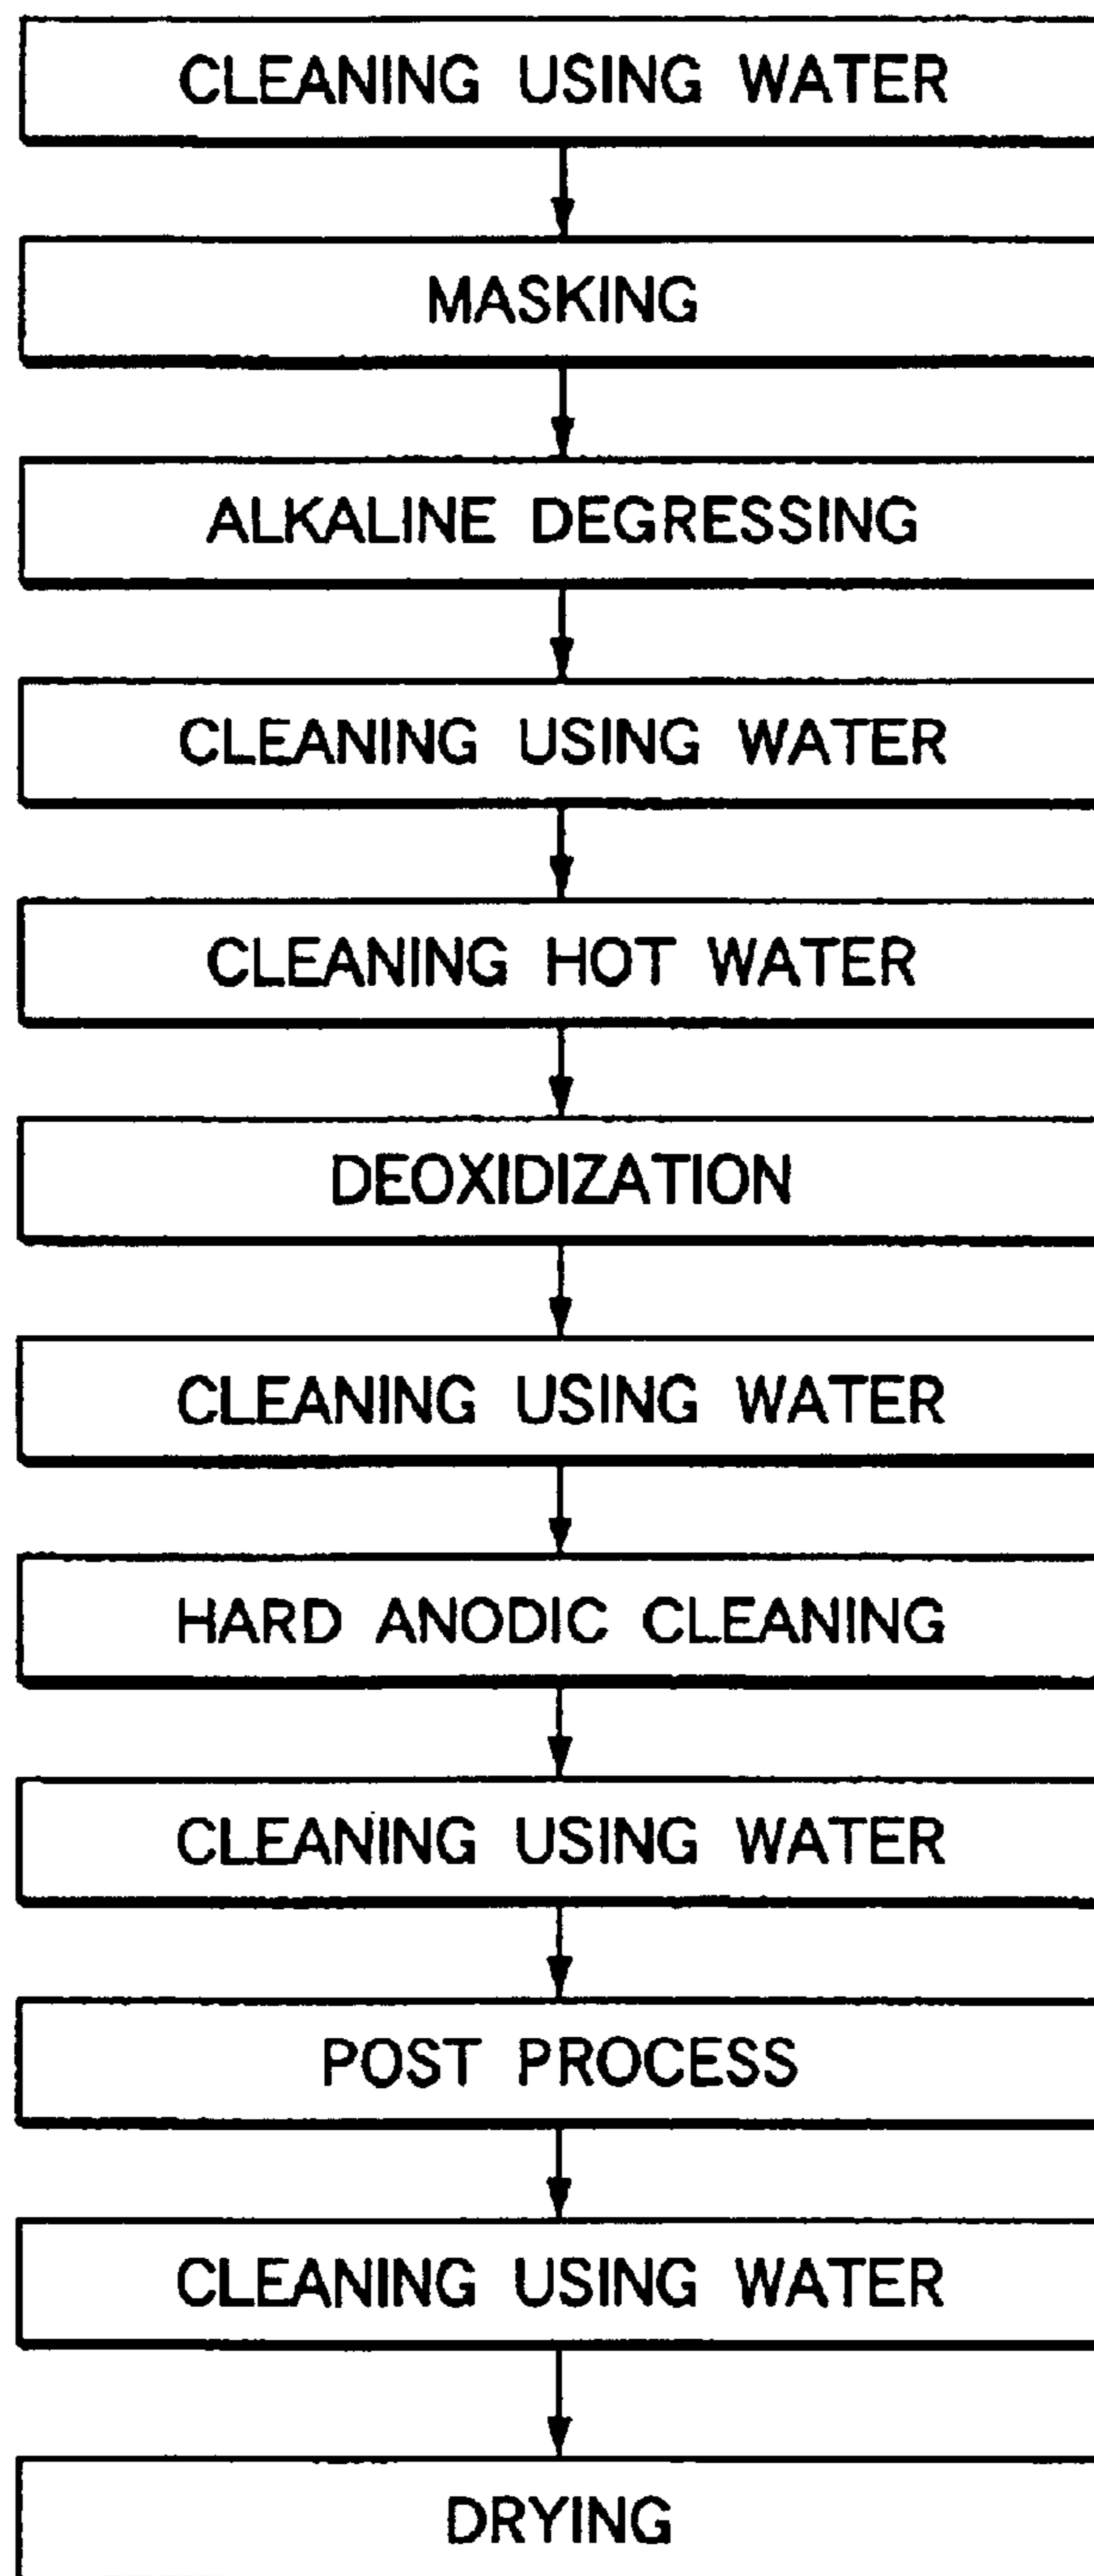 CLEANING USING WATER
MASKING
ALKALINE DEGRESSING
CLEANING USING WATER
CLEANING HOT WATER
DEOXIDIZATION
CLEANING USING WATER
HARD ANODIC CLEANING
CLEANING USING WATER
POST PROCESS
CLEANING USING WATER
DRYING